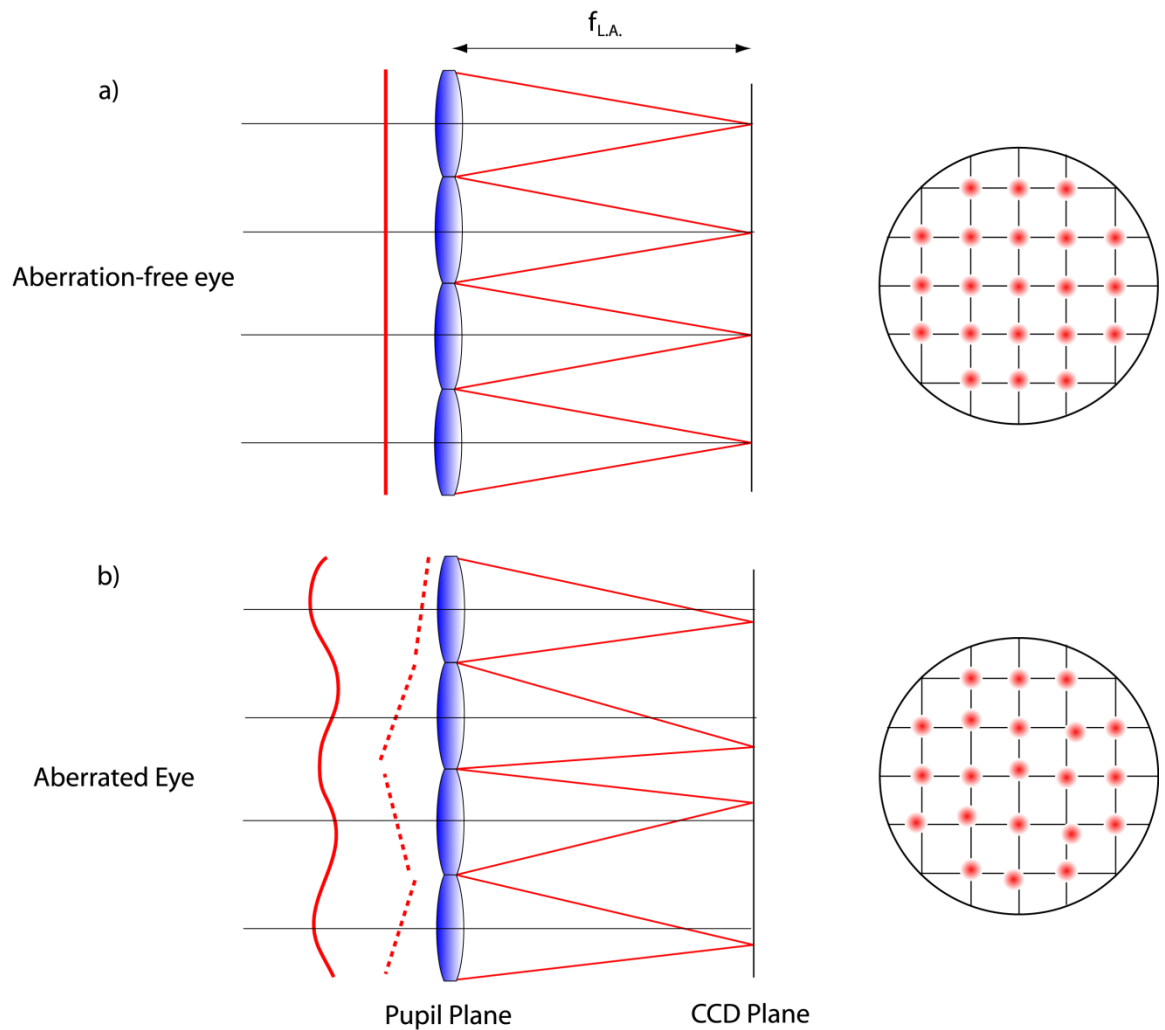 f L.A.
a)
Aberration-free eye
b)
Aberrated Eye
Pupil Plane
CCD Plane